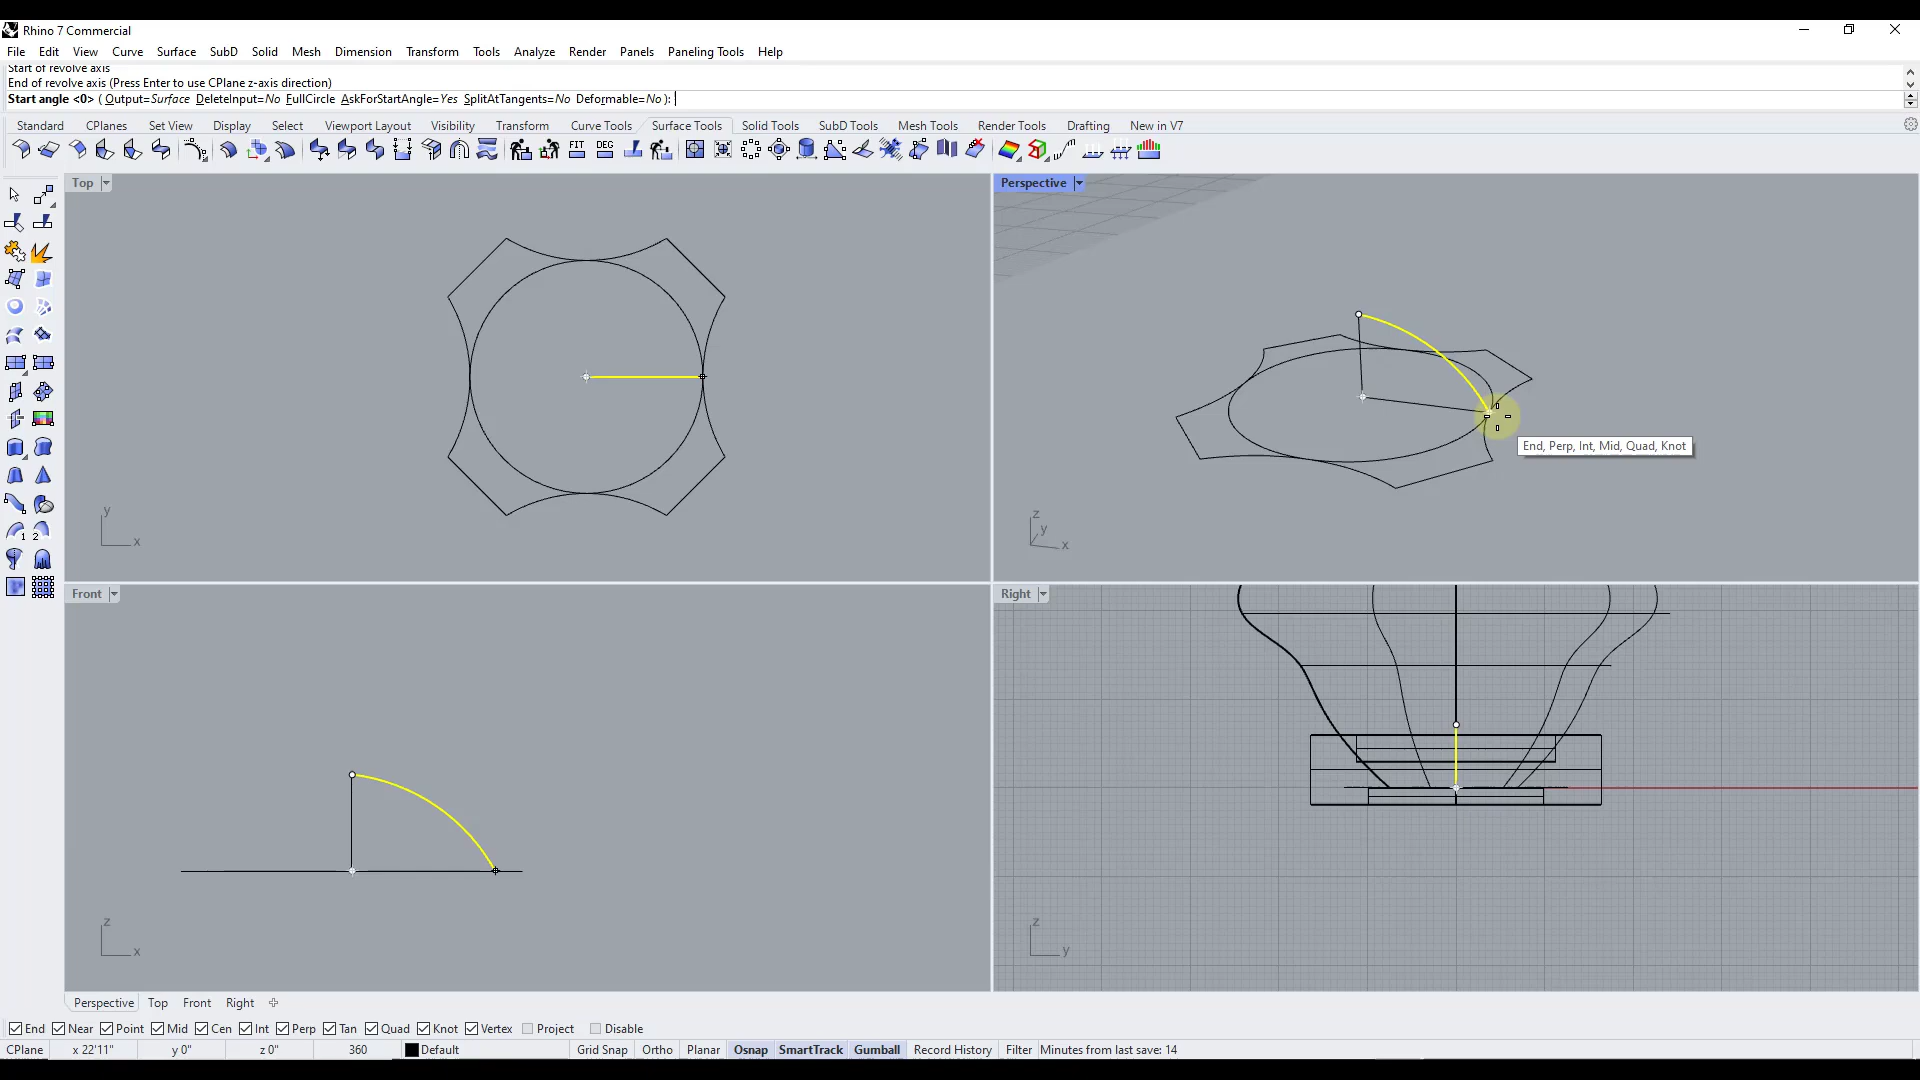 Rhino 7 Commercial
File Edit View Curve Surface SubD Solid Mesh Dimension Transform Tools Analyze Render Panels Paneling Tools Help
Start of revolve axis
End of revolve axis (Press Enter to use CPlane z-axis direction)
Start angle <0> ( Output=Surface DeleteInput=No FullCircle AskForStartAngle=Yes SplitAtTangents=No Deformable=No ):
Standard CPlanes Set View Display Select Viewport Layout Visibility Transform Curve Tools Surface Tools Solid Tools SubD Tools Mesh Tools Render Tools Drafting New in V7
FIT DEG
Top Perspective
End, Perp, Int, Mid, Quad, Knot
y
x
z
y
x
1 2
Front Right
z
x
z
y
Perspective Top Front Right
End Near Point Mid Cen Int Perp Tan Quad Knot Vertex Project Disable
CPlane x 22'11" y 0" z 0" 360 Default Grid Snap Ortho Planar Osnap SmartTrack Gumball Record History Filter Minutes from last save: 14